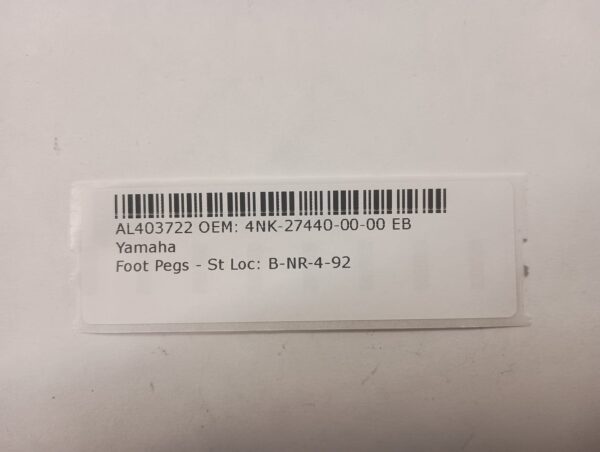 AL403722 OEM: 4NK-27440-00-00 EB
Yamaha
Foot Pegs - St Loc: B-NR-4-92